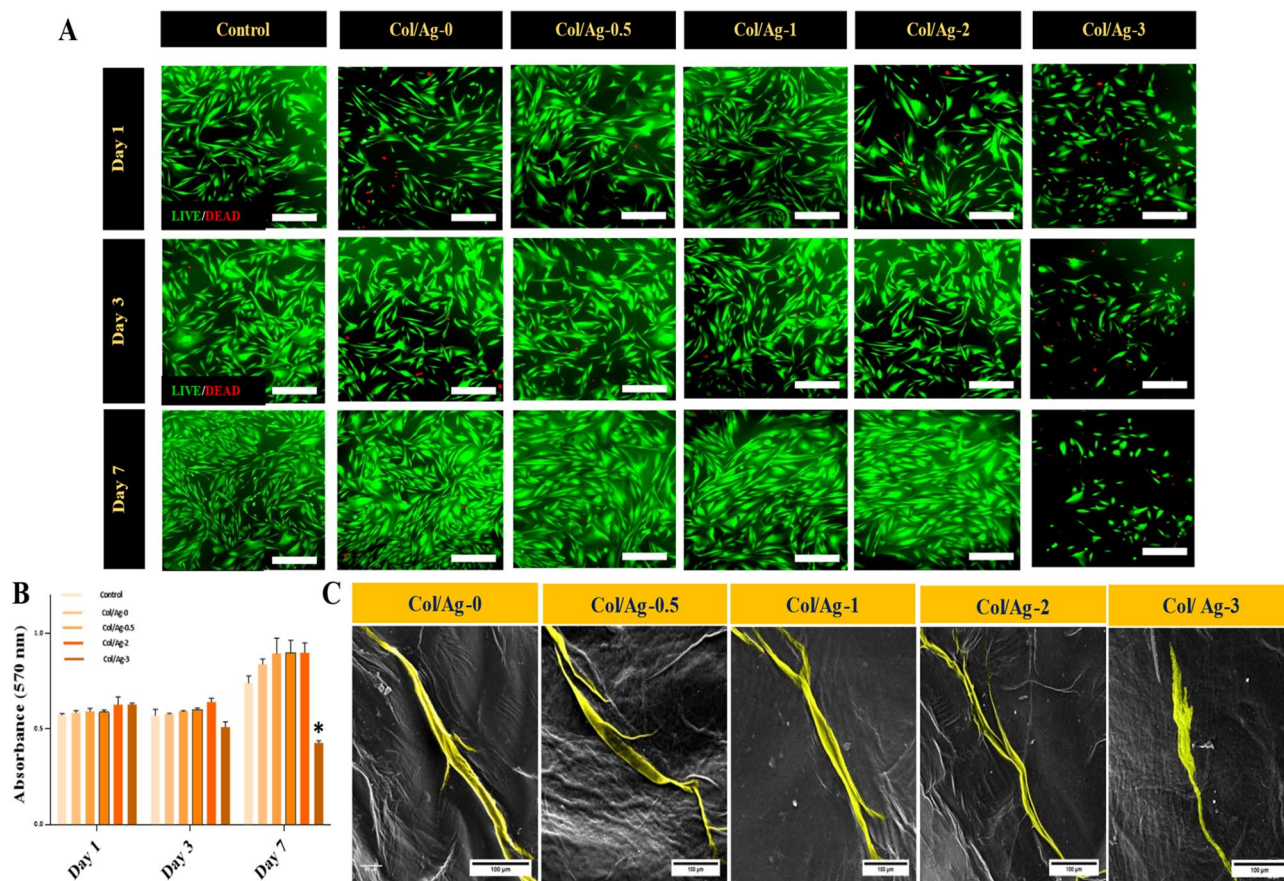 A
Control
Col/Ag-0
Col/Ag-0.5
Col/Ag-1
Col/Ag-2
Col/Ag-3
Day 1
LIVE/DEAD
Day 3
LIVE/DEAD
Day 7
B
Control
Col/Ag-0
Col/Ag-0.5
Col/Ag-2
Col/Ag-3
Absorbance (570 nm)
1.0
0.5
0.0
*
Day 1
Day 3
Day 7
C
Col/Ag-0
Col/Ag-0.5
Col/Ag-1
Col/Ag-2
Col/ Ag-3
100 µm
100 µm
100 µm
100 µm
100 µm